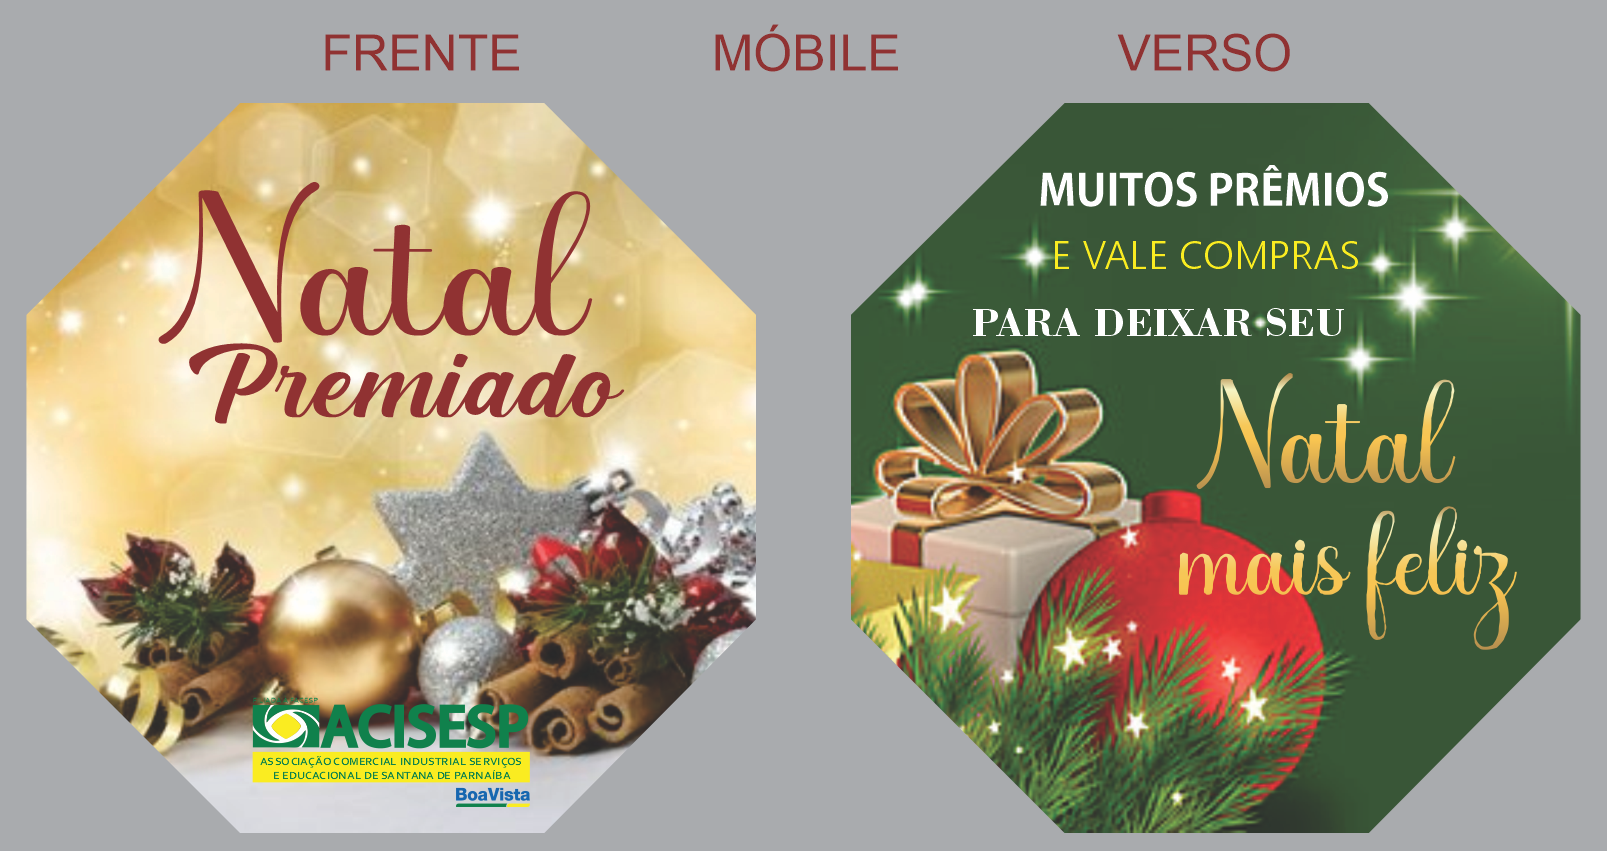 FRENTE
MÓBILE
VERSO
Natal
Premiado
ACISESP
ASSOCIAÇÃO COMERCIAL INDUSTRIAL SERVIÇOS
E EDUCACIONAL DE SANTANA DE PARNAÍBA
BoaVista
MUITOS PRÊMIOS
E VALE COMPRAS
PARA DEIXAR SEU
Natal
mais feliz